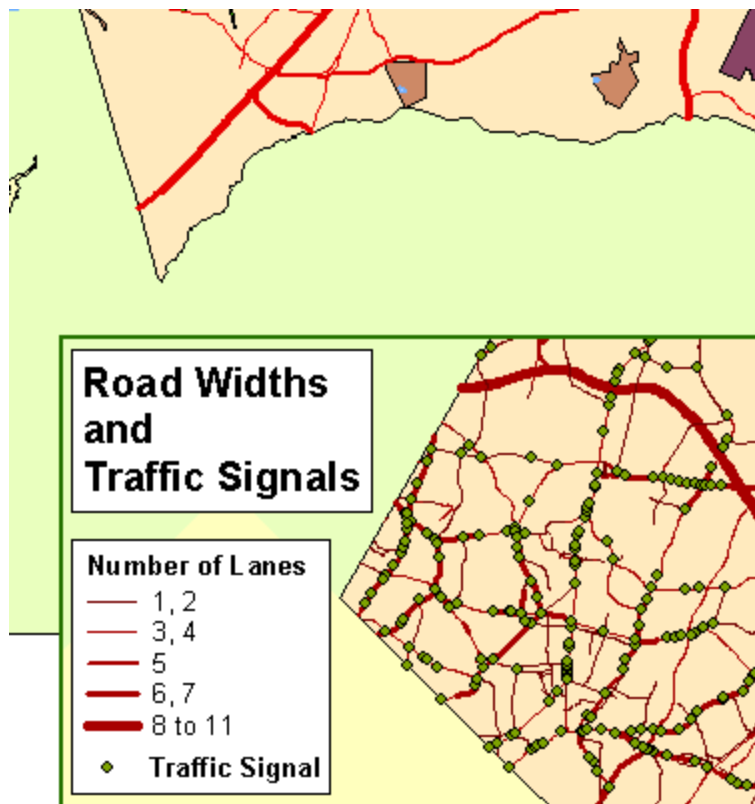 Road Widths
and
Traffic Signals
Number of Lanes
1, 2
3, 4
5
6, 7
8 to 11
Traffic Signal